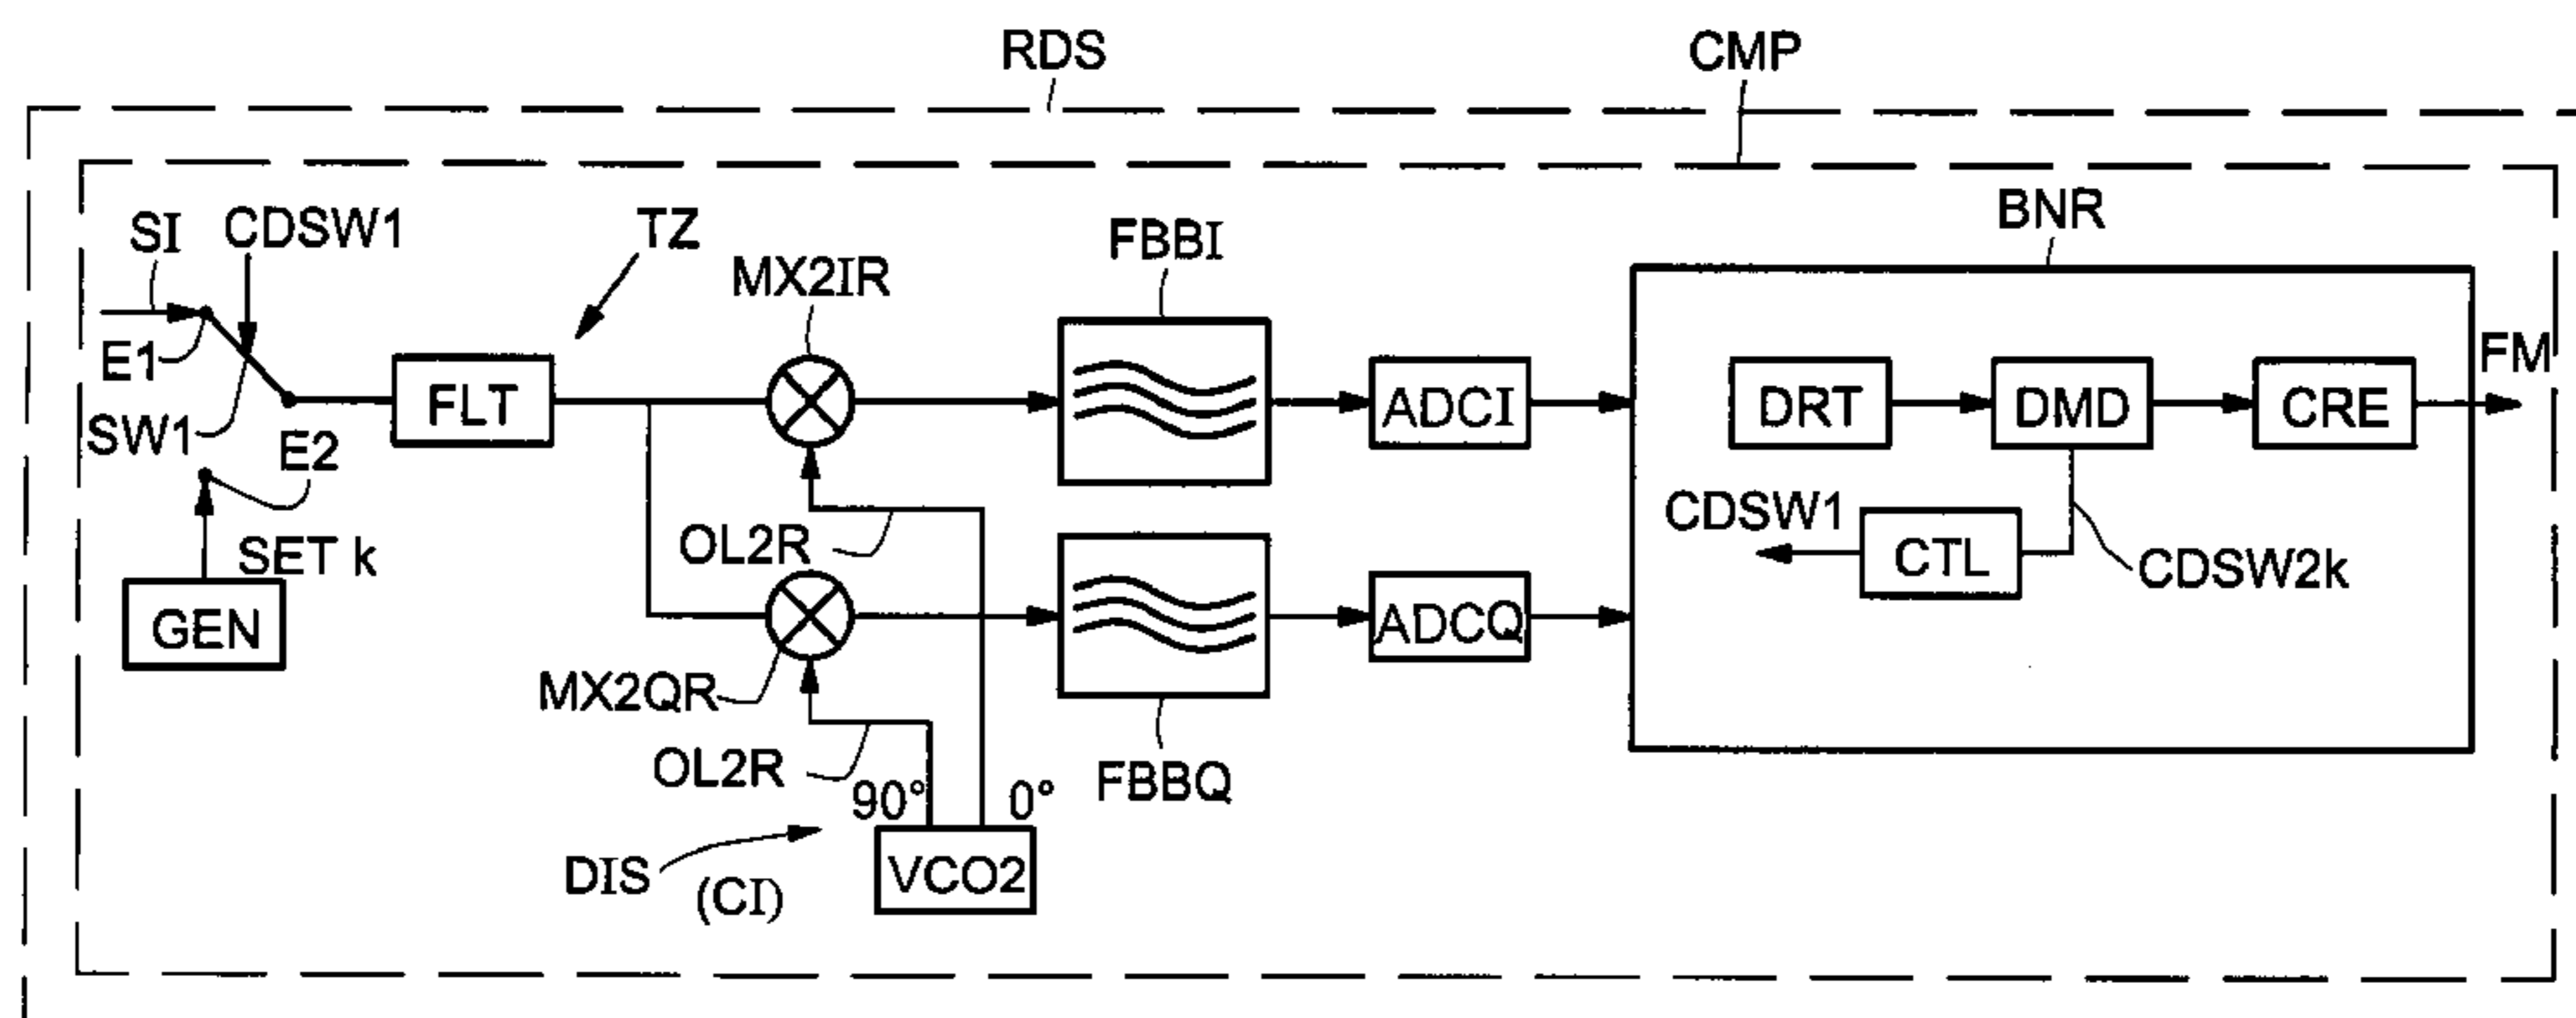 RDS
CMP
BNR
SI
CDSW1
TZ
FBBI
MX2IR
E1
FM
FLT
ADCI
DRT
DMD
CRE
SW1
E2
CDSW1
OL2R
SET k
CTL
CDSW2k
GEN
ADCQ
MX2QR
OL2R
90°
0°
FBBQ
DIS
(CI)
VCO2